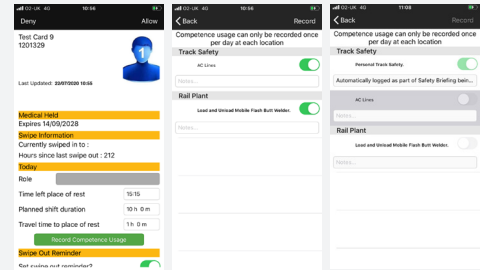 O2-UK 4G 10:56
Deny Allow
Test Card 9
1201329
1
Last Updated: 22/07/2020 10:55
Medical Held
Expires 14/09/2028
Swipe Information
Currently swiped in to :
Hours since last swipe out : 212
Today
Role
Time left place of rest 15:15
Planned shift duration 10 h 0 m
Travel time to place of rest 1 h 0 m
Record Competence Usage
Swipe Out Reminder
Set swipe out reminder?
O2-UK 4G 10:56
Back Record
Competence usage can only be recorded once
per day at each location
Track Safety
AC Lines
Notes...
Rail Plant
Load and Unload Mobile Flash Butt Welder.
Notes...
O2-UK 4G 11:08
Back Record
Competence usage can only be recorded once
per day at each location
Track Safety
Personal Track Safety.
Automatically logged as part of Safety Briefing bein...
AC Lines
Notes...
Rail Plant
Load and Unload Mobile Flash Butt Welder.
Notes...